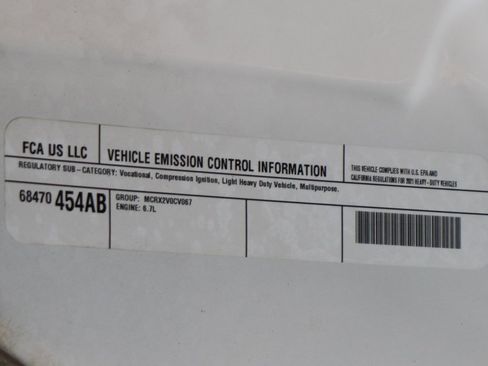 FCA US LLC
VEHICLE EMISSION CONTROL INFORMATION
THIS VEHICLE COMPLIES WITH U.S. EPA AND
CALIFORNIA REGULATIONS FOR 2021 HEAVY-DUTY VEHICLES
REGULATORY SUB-CATEGORY: Vocational, Compression Ignition, Light Heavy Duty Vehicle, Multipurpose.
68470 454AB
GROUP: MCRX2VOCV067
ENGINE: 6.7L